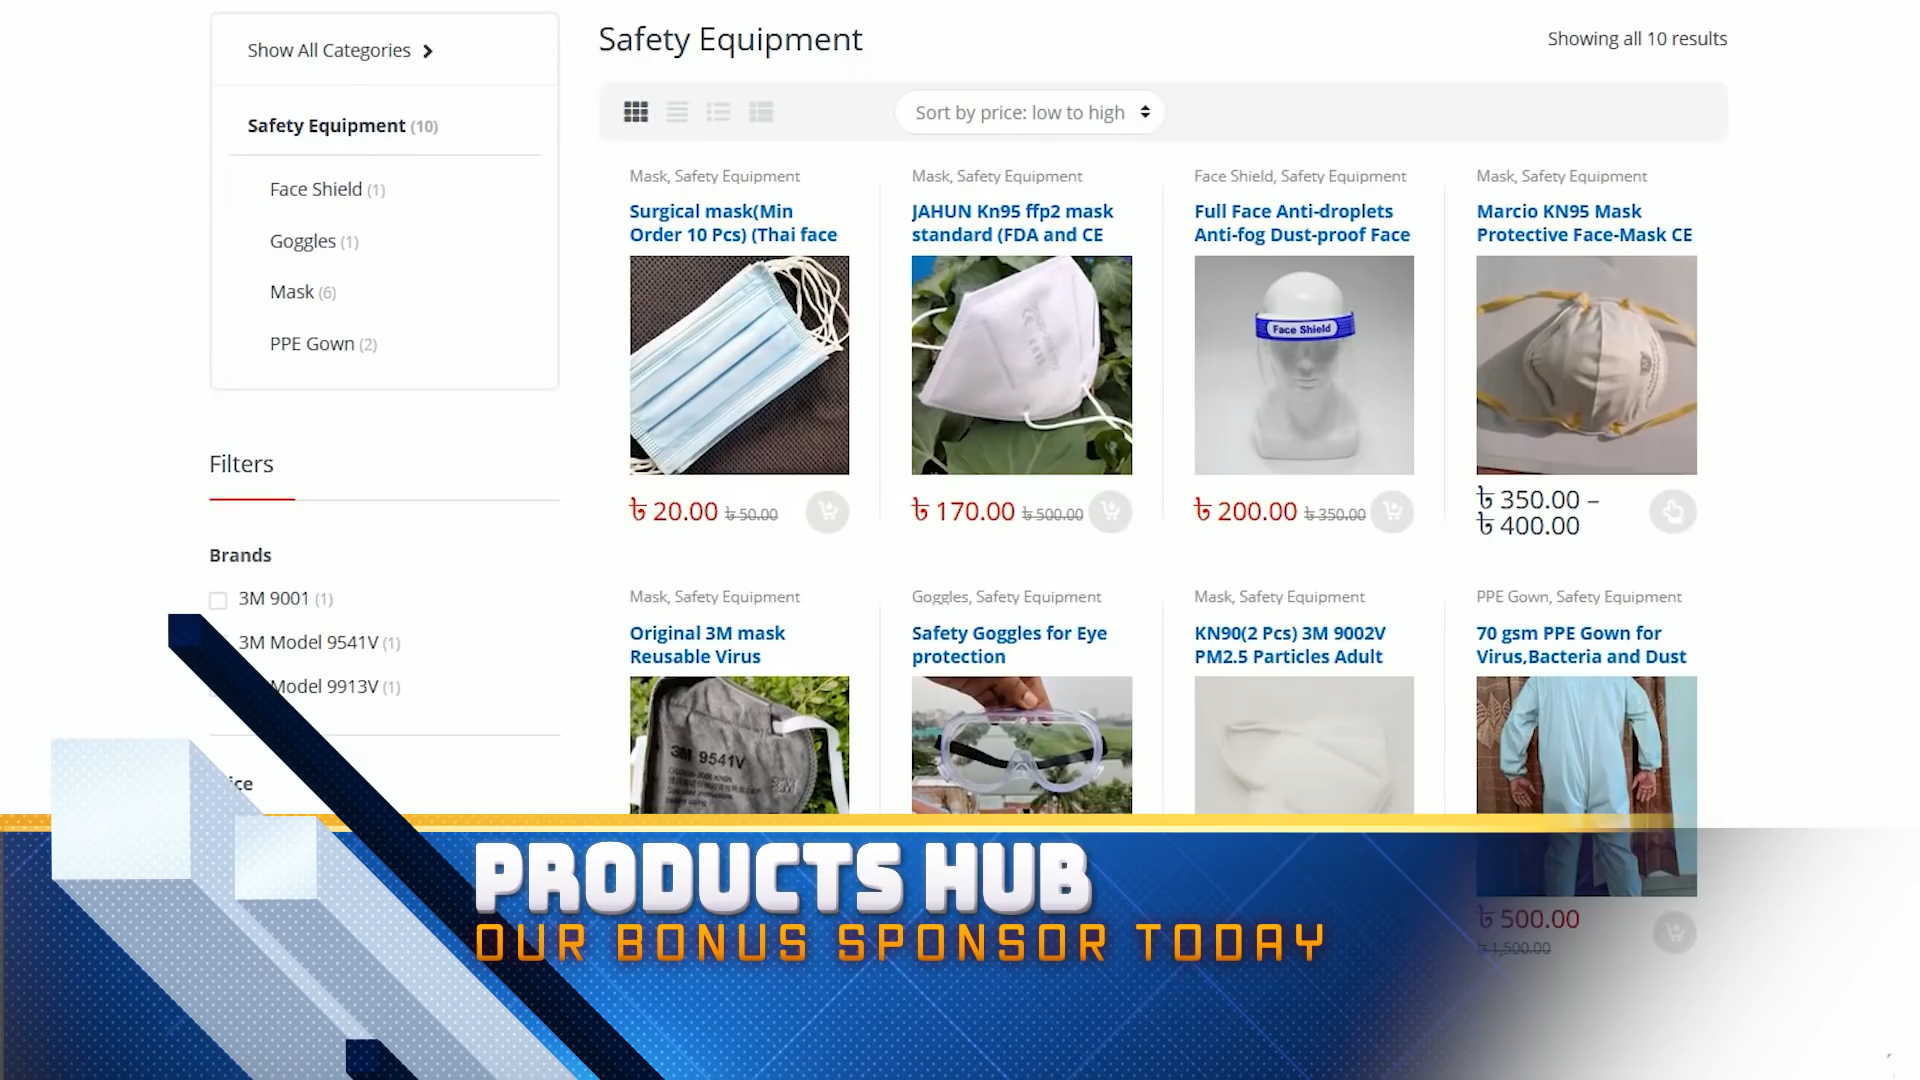 Show All Categories
Safety Equipment (10)
Face Shield (1)
Goggles (1)
Mask (6)
PPE Gown (2)
Filters
Brands
3M 9001 (1)
3M Model 9541V (1)
Model 9913V (1)
ice
Safety Equipment
Showing all 10 results
Sort by price: low to high
Mask, Safety Equipment
Surgical mask(Min
Order 10 Pcs) (Thai face
৳ 20.00 ৳ 50.00
Mask, Safety Equipment
JAHUN Kn95 ffp2 mask
standard (FDA and CE
৳ 170.00 ৳ 500.00
Face Shield, Safety Equipment
Full Face Anti-droplets
Anti-fog Dust-proof Face
Face Shield
৳ 200.00 ৳ 350.00
Mask, Safety Equipment
Marcio KN95 Mask
Protective Face-Mask CE
৳ 350.00 –
৳ 400.00
Mask, Safety Equipment
Original 3M mask
Reusable Virus
3M 9541V
3M
Goggles, Safety Equipment
Safety Goggles for Eye
protection
Mask, Safety Equipment
KN90(2 Pcs) 3M 9002V
PM2.5 Particles Adult
PPE Gown, Safety Equipment
70 gsm PPE Gown for
Virus,Bacteria and Dust
৳ 500.00
৳ 1,500.00
PRODUCTS HUB
OUR BONUS SPONSOR TODAY